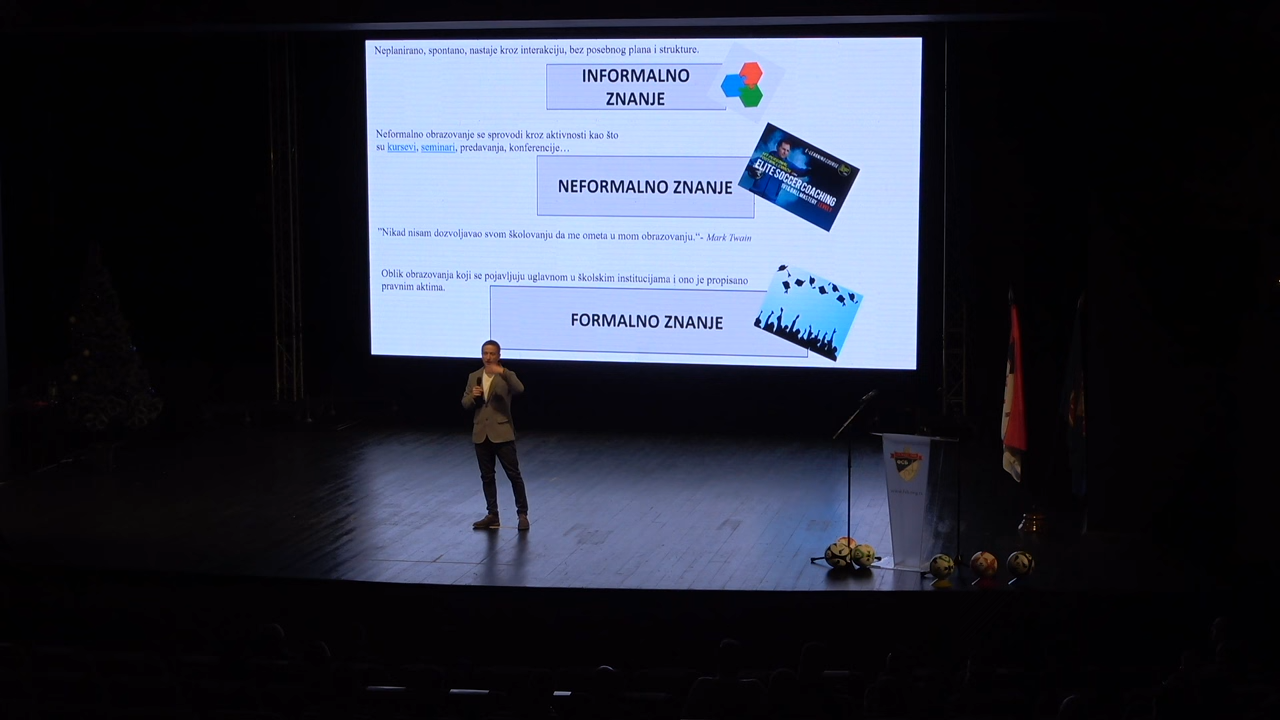 Neplanirano, spontano, nastaje kroz interakciju, bez posebnog plana i strukture.
INFORMALNO
ZNANJE
Neformalno obrazovanje se sprovodi kroz aktivnosti kao što
su kursevi, seminari, predavanja, konferencije…
E-LEARNING COURSE
ELITE SOCCER COACHING
NEFORMALNO ZNANJE
"Nikad nisam dozvoljavao svom školovanju da me ometa u mom obrazovanju."- Mark Twain
Oblik obrazovanja koji se pojavljuju uglavnom u školskim institucijama i ono je propisano
pravnim aktima.
FORMALNO ZNANJE